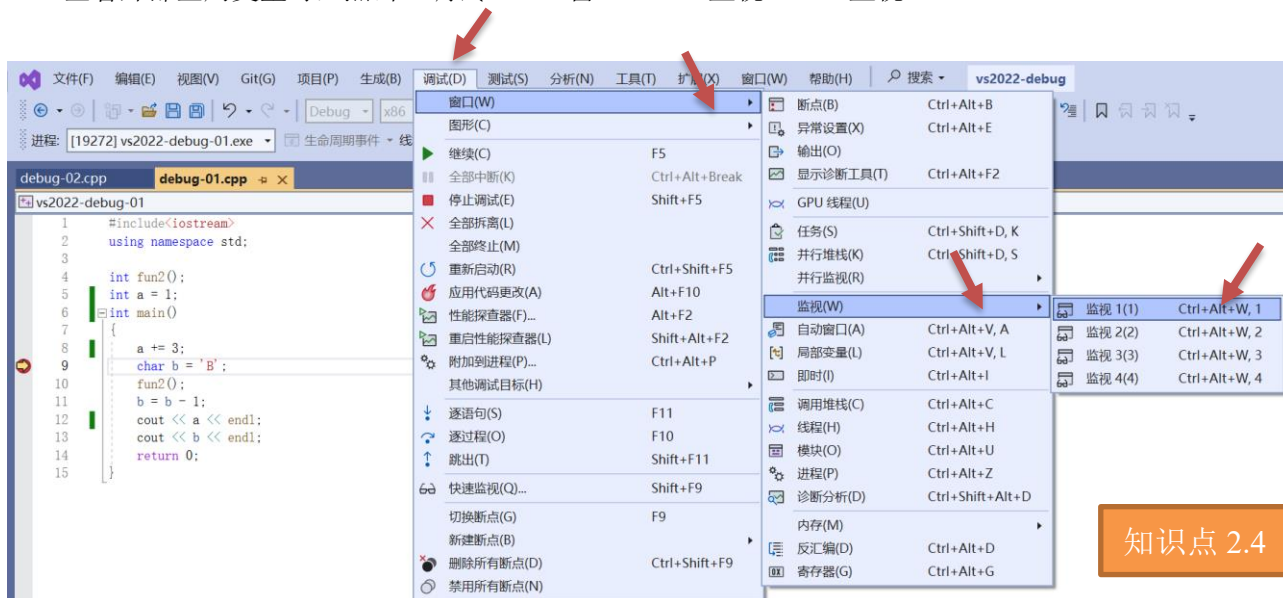 文件(F) 编辑(E) 视图(V) Git(G) 项目(P) 生成(B) 调试(D) 测试(S) 分析(N) 工具(T) 扩展(X) 窗口(W) 帮助(H) 搜索 vs2022-debug
Debug x86
进程: [19272] vs2022-debug-01.exe 生命周期事件 线
debug-02.cpp debug-01.cpp
vs2022-debug-01
1 #include<iostream>
2 using namespace std;
3
4 int fun2();
5 int a = 1;
6 int main()
7 {
8 a += 3;
9 char b = 'B';
10 fun2();
11 b = b - 1;
12 cout << a << endl;
13 cout << b << endl;
14 return 0;
15 }
窗口(W)
图形(C)
继续(C) F5
全部中断(K) Ctrl+Alt+Break
停止调试(E) Shift+F5
全部拆离(L)
全部终止(M)
重新启动(R) Ctrl+Shift+F5
应用代码更改(A) Alt+F10
性能探查器(F)... Alt+F2
重启性能探查器(L) Shift+Alt+F2
附加到进程(P)... Ctrl+Alt+P
其他调试目标(H)
逐语句(S) F11
逐过程(O) F10
跳出(T) Shift+F11
快速监视(Q)... Shift+F9
切换断点(G) F9
新建断点(B)
删除所有断点(D) Ctrl+Shift+F9
禁用所有断点(N)
断点(B) Ctrl+Alt+B
异常设置(X) Ctrl+Alt+E
输出(O)
显示诊断工具(T) Ctrl+Alt+F2
GPU 线程(U)
任务(S) Ctrl+Shift+D, K
并行堆栈(K) Ctrl+Shift+D, S
并行监视(R)
监视(W)
自动窗口(A) Ctrl+Alt+V, A
局部变量(L) Ctrl+Alt+V, L
即时(I) Ctrl+Alt+I
调用堆栈(C) Ctrl+Alt+C
线程(H) Ctrl+Alt+H
模块(O) Ctrl+Alt+U
进程(P) Ctrl+Alt+Z
诊断分析(D) Ctrl+Shift+Alt+D
内存(M)
反汇编(D) Ctrl+Alt+D
寄存器(G) Ctrl+Alt+G
监视 1(1) Ctrl+Alt+W, 1
监视 2(2) Ctrl+Alt+W, 2
监视 3(3) Ctrl+Alt+W, 3
监视 4(4) Ctrl+Alt+W, 4
知识点 2.4